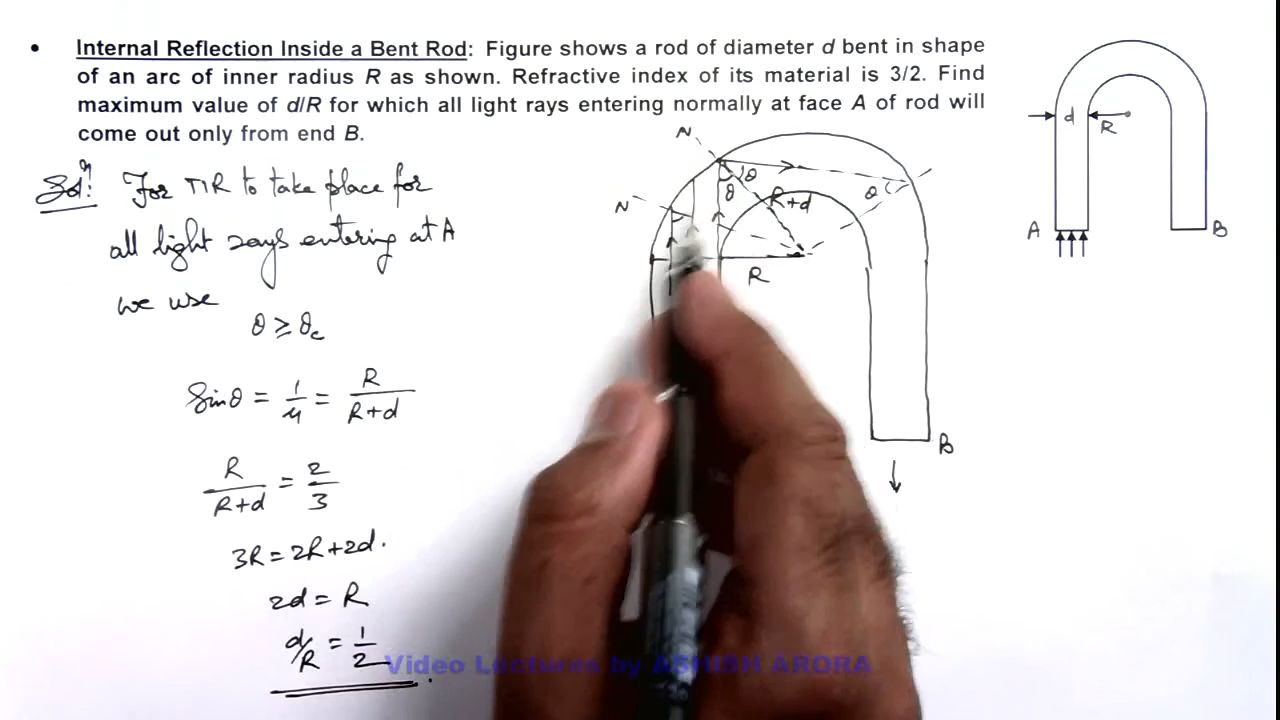 • Internal Reflection Inside a Bent Rod: Figure shows a rod of diameter d bent in shape
of an arc of inner radius R as shown. Refractive index of its material is 3/2. Find
maximum value of d/R for which all light rays entering normally at face A of rod will
come out only from end B.
d
R
A
B
Solⁿ: For TIR to take place for
all light rays entering at A
we use
θ ≥ θc
Sinθ = 1/μ = R/(R+d)
R/(R+d) = 2/3
3R = 2R + 2d.
2d = R
d/R = 1/2
N
N
θ
θ
θ
R+d
R
B
Video Lectures by ASHISH ARORA